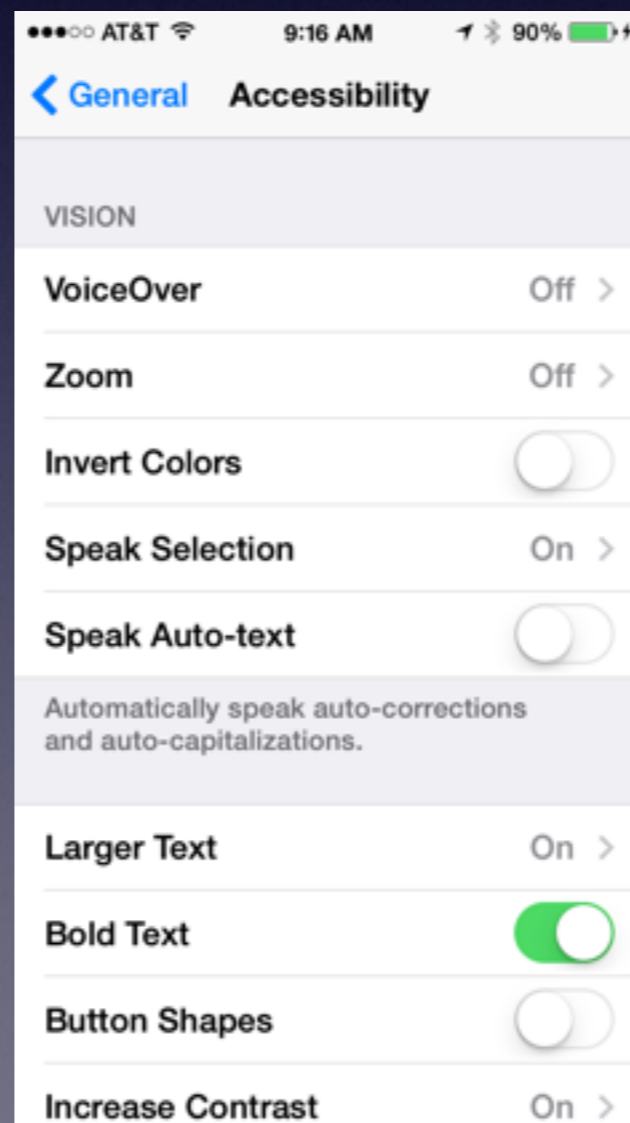 AT&T 9:16 AM 90%
General Accessibility
VISION
VoiceOver Off
Zoom Off
Invert Colors
Speak Selection On
Speak Auto-text
Automatically speak auto-corrections
and auto-capitalizations.
Larger Text On
Bold Text
Button Shapes
Increase Contrast On